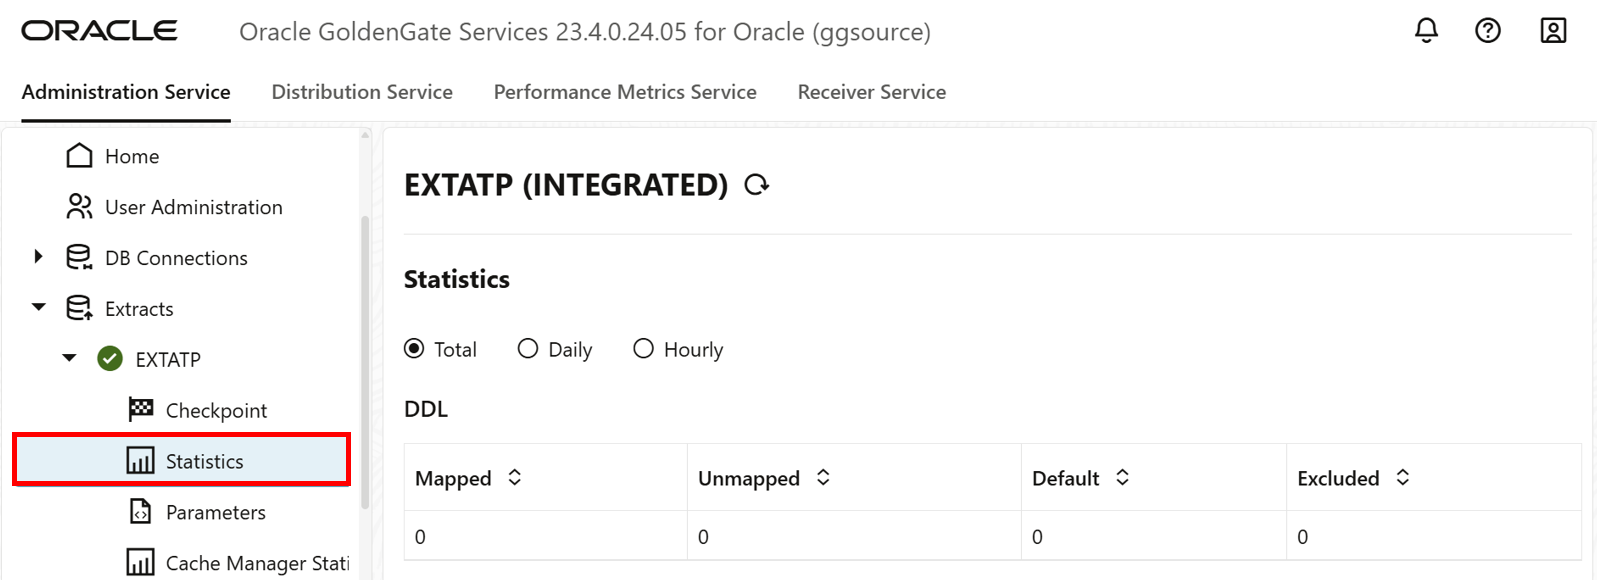 ORACLE
Oracle GoldenGate Services 23.4.0.24.05 for Oracle (ggsource)
Administration Service
Distribution Service
Performance Metrics Service
Receiver Service
Home
User Administration
DB Connections
Extracts
EXTATP
Checkpoint
Statistics
Parameters
Cache Manager Stati
EXTATP (INTEGRATED)
Statistics
Total
Daily
Hourly
DDL
Mapped Unmapped Default Excluded
0 0 0 0